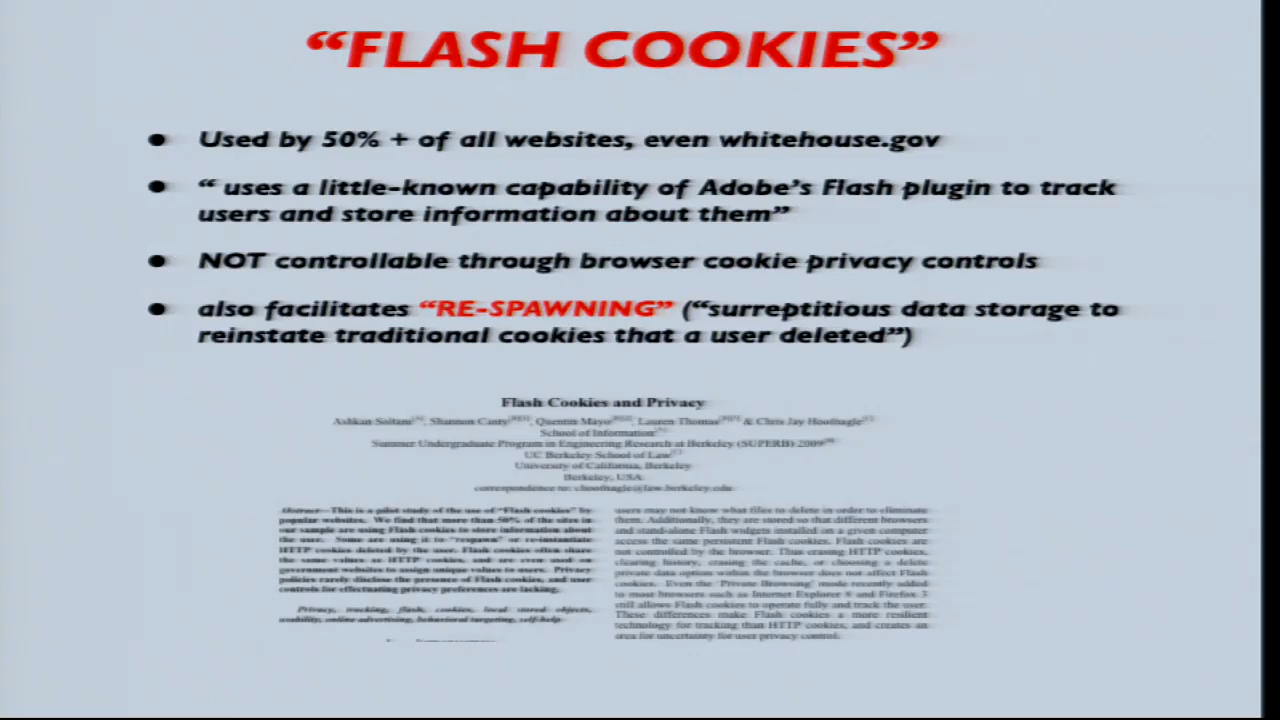 “FLASH COOKIES”
● Used by 50% + of all websites, even whitehouse.gov
● “ uses a little-known capability of Adobe’s Flash plugin to track
users and store information about them”
● NOT controllable through browser cookie privacy controls
● also facilitates “RE-SPAWNING” (“surreptitious data storage to
reinstate traditional cookies that a user deleted”)
Flash Cookies and Privacy
Ashkan Soltani, Shannon Canty, Quentin Mayo, Lauren Thomas & Chris Jay Hoofnagle
School of Information
Summer Undergraduate Program in Engineering Research at Berkeley (SUPERB) 2009
UC Berkeley School of Law
University of California, Berkeley
Berkeley, USA
correspondence to: choofnagle@law.berkeley.edu
Abstract—This is a pilot study of the use of “Flash cookies” by
popular websites. We find that more than 50% of the sites in
our sample are using Flash cookies to store information about
the user. Some are using it to “respawn” or re-instantiate
HTTP cookies deleted by the user. Flash cookies often share
the same values as HTTP cookies, and are even used on
government websites to assign unique values to users. Privacy
policies rarely disclose the presence of Flash cookies, and user
controls for effectuating privacy preferences are lacking.
Privacy, tracking, flash, cookies, local stored objects,
usability, online advertising, behavioral targeting, self-help
users may not know what files to delete in order to eliminate
them. Additionally, they are stored so that different browsers
and stand-alone Flash widgets installed on a given computer
access the same persistent Flash cookies. Flash cookies are
not controlled by the browser. Thus erasing HTTP cookies,
clearing history, erasing the cache, or choosing a delete
private data option within the browser does not affect Flash
cookies. Even the ‘Private Browsing’ mode recently added
to most browsers such as Internet Explorer 8 and Firefox 3
still allows Flash cookies to operate fully and track the user.
These differences make Flash cookies a more resilient
technology for tracking than HTTP cookies, and creates an
area for uncertainty for user privacy control.